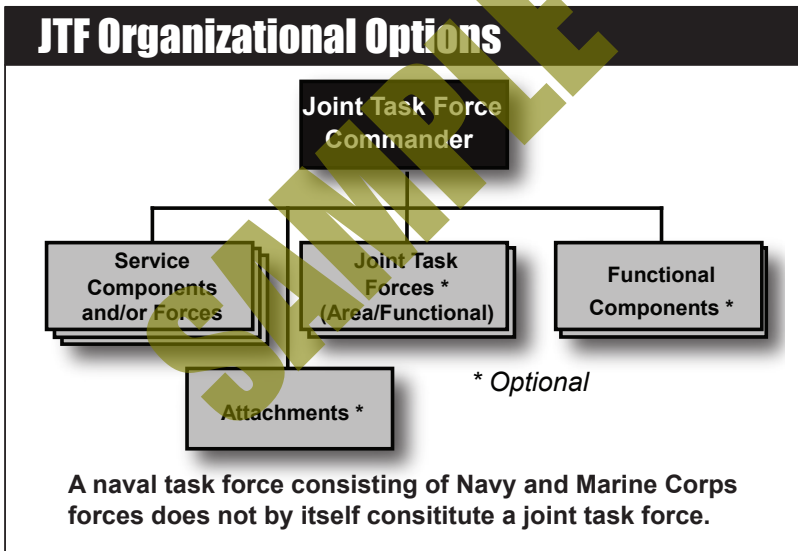 JTF Organizational Options
Joint Task Force
Commander
Service
Components
and/or Forces
Joint Task
Forces *
(Area/Functional)
Functional
Components *
Attachments *
* Optional
A naval task force consisting of Navy and Marine Corps
forces does not by itself consititute a joint task force.
SAMPLE